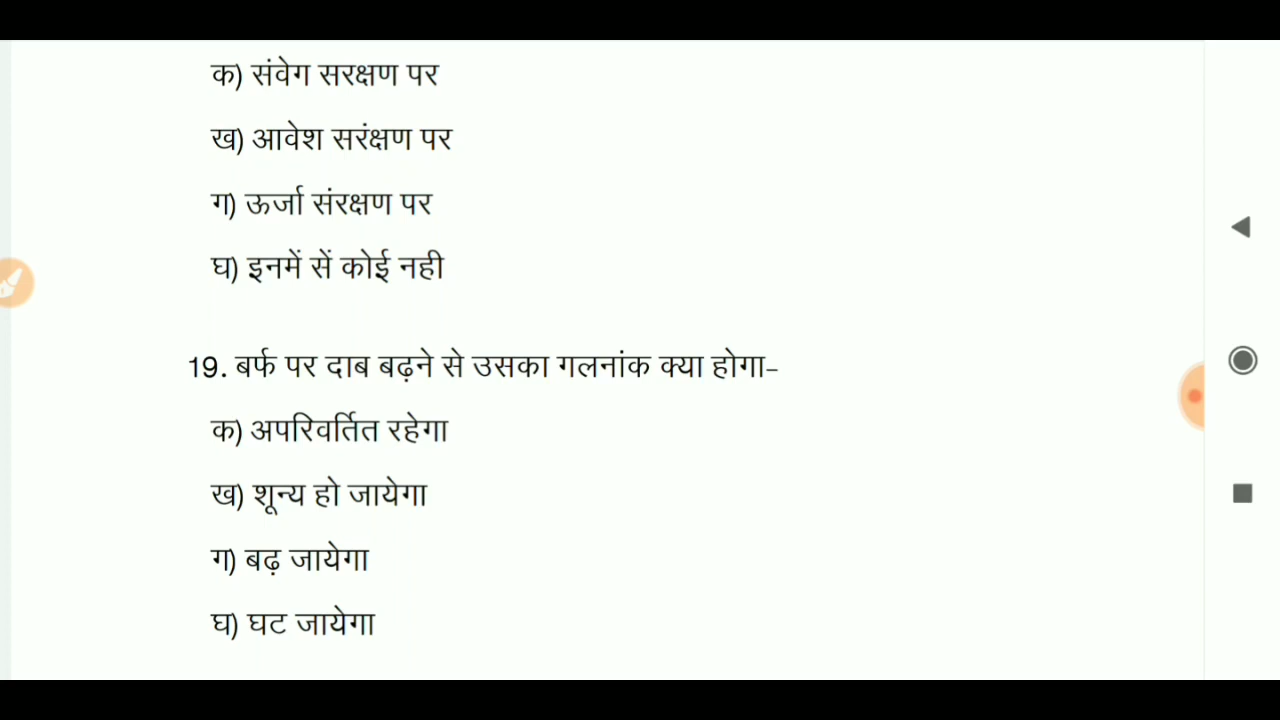 क) संवेग सरक्षण पर
ख) आवेश सरंक्षण पर
ग) ऊर्जा संरक्षण पर
घ) इनमें सें कोई नही
19. बर्फ पर दाब बढ़ने से उसका गलनांक क्या होगा–
क) अपरिवर्तित रहेगा
ख) शून्य हो जायेगा
ग) बढ़ जायेगा
घ) घट जायेगा